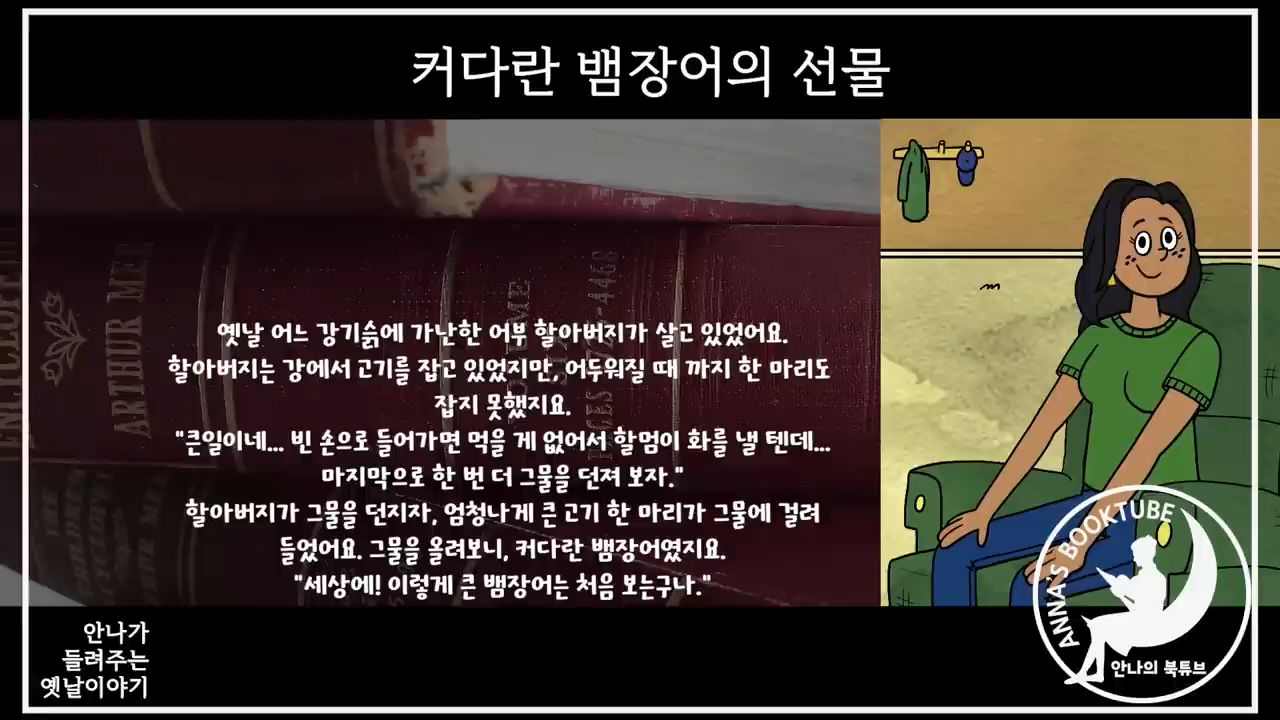 커다란 뱀장어의 선물
옛날 어느 강기슭에 가난한 어부 할아버지가 살고 있었어요.
할아버지는 강에서 고기를 잡고 있었지만, 어두워질 때 까지 한 마리도
잡지 못했지요.
"큰일이네... 빈 손으로 들어가면 먹을 게 없어서 할멈이 화를 낼 텐데...
마지막으로 한 번 더 그물을 던져 보자."
할아버지가 그물을 던지자, 엄청나게 큰 고기 한 마리가 그물에 걸려
들었어요. 그물을 올려보니, 커다란 뱀장어였지요.
"세상에! 이렇게 큰 뱀장어는 처음 보는구나."
ARTHUR MEE
안나가
들려주는
옛날이야기
ANNA'S BOOKTUBE
안나의 북튜브